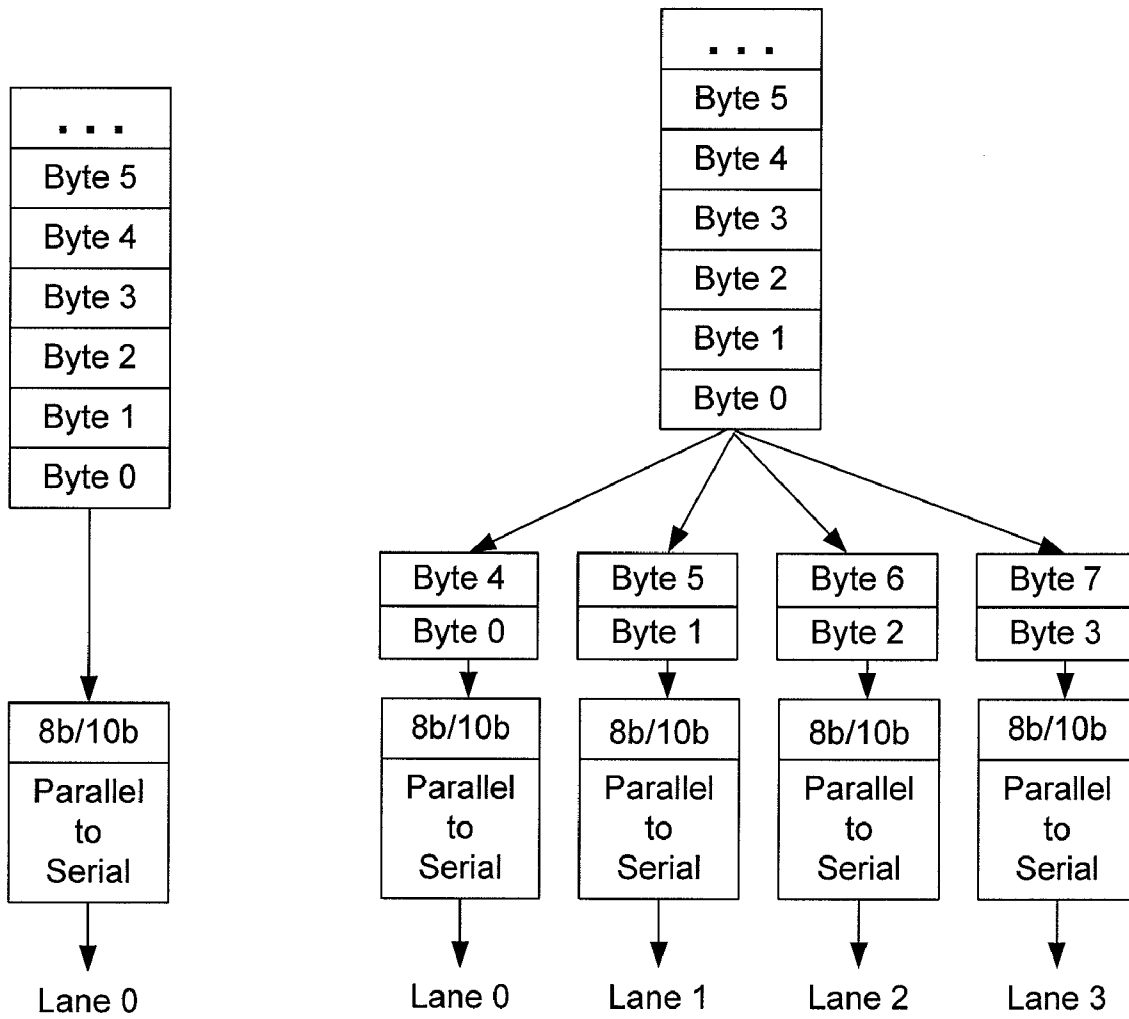 . . .
Byte 5
Byte 4
Byte 3
Byte 2
Byte 1
Byte 0
8b/10b
Parallel
to
Serial
Lane 0
. . .
Byte 5
Byte 4
Byte 3
Byte 2
Byte 1
Byte 0
Byte 4
Byte 0
8b/10b
Parallel
to
Serial
Lane 0
Byte 5
Byte 1
8b/10b
Parallel
to
Serial
Lane 1
Byte 6
Byte 2
8b/10b
Parallel
to
Serial
Lane 2
Byte 7
Byte 3
8b/10b
Parallel
to
Serial
Lane 3